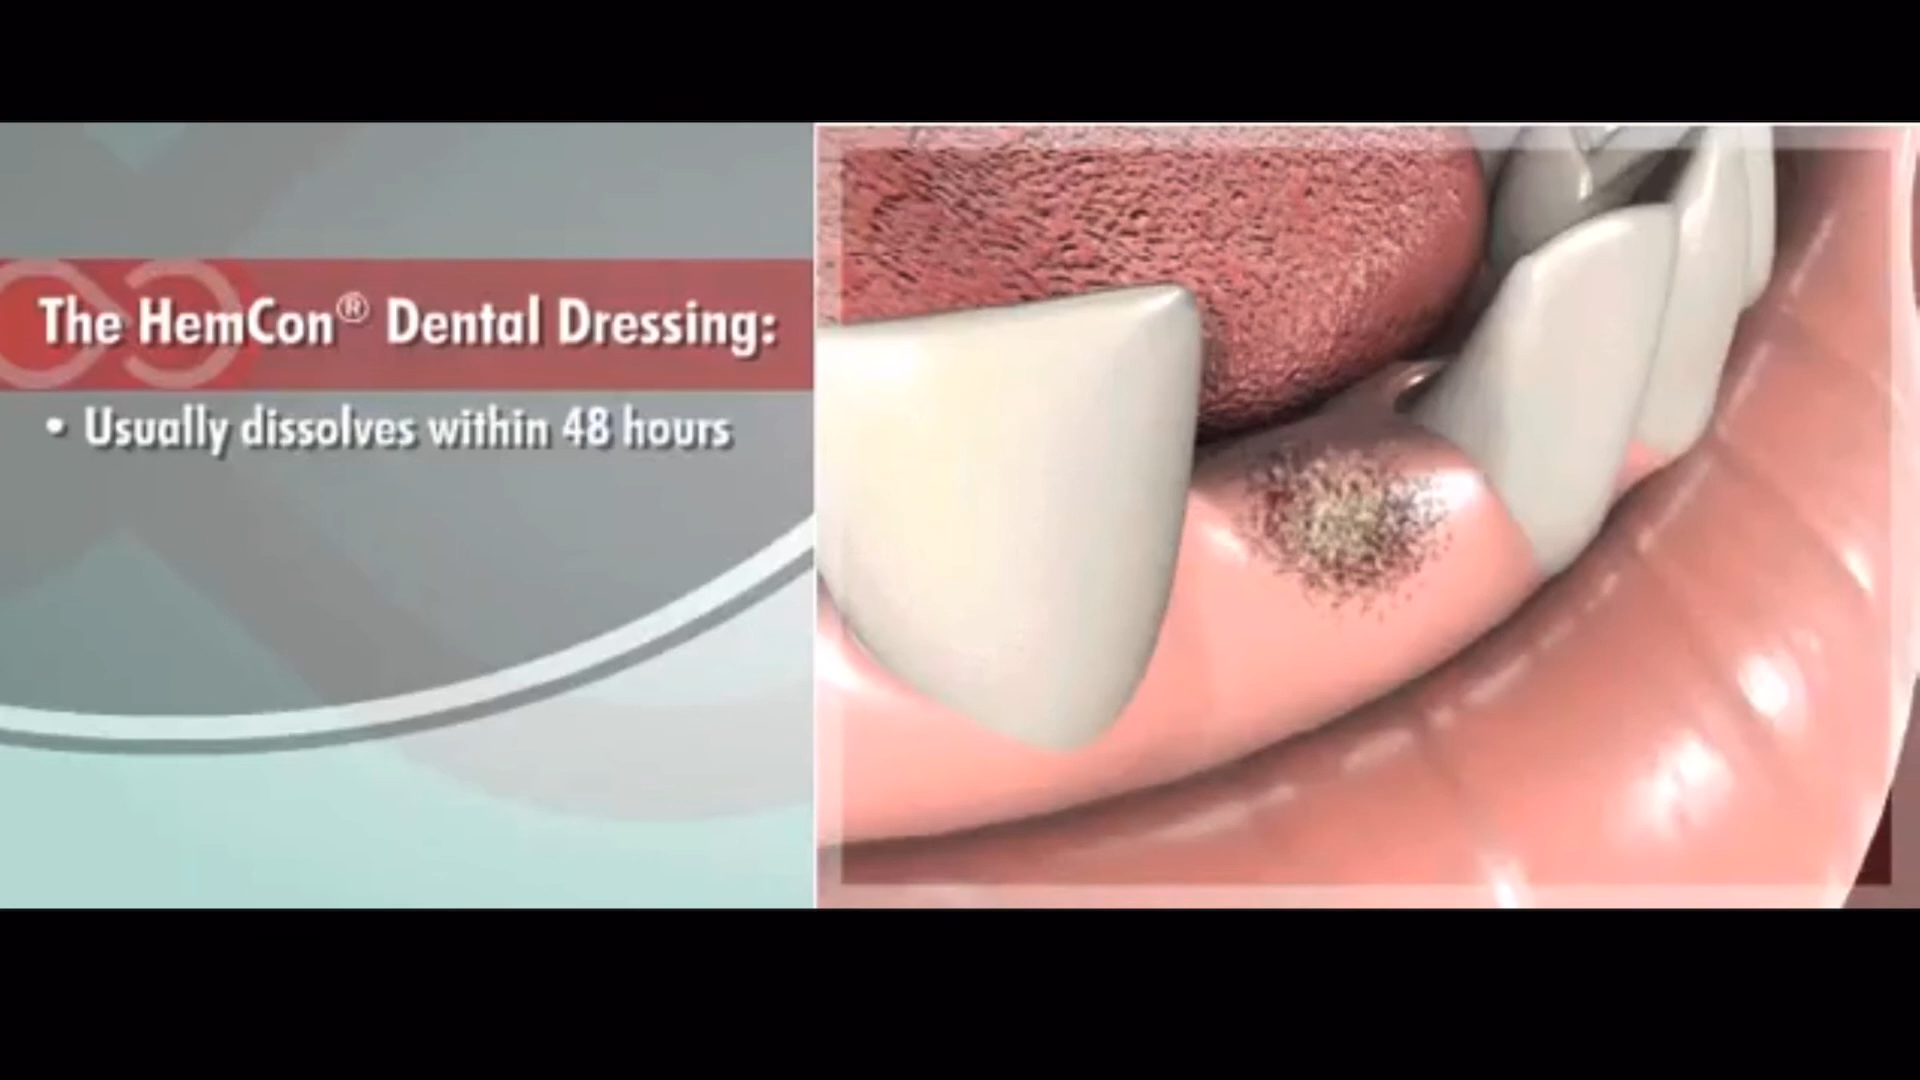 The HemCon® Dental Dressing:
• Usually dissolves within 48 hours